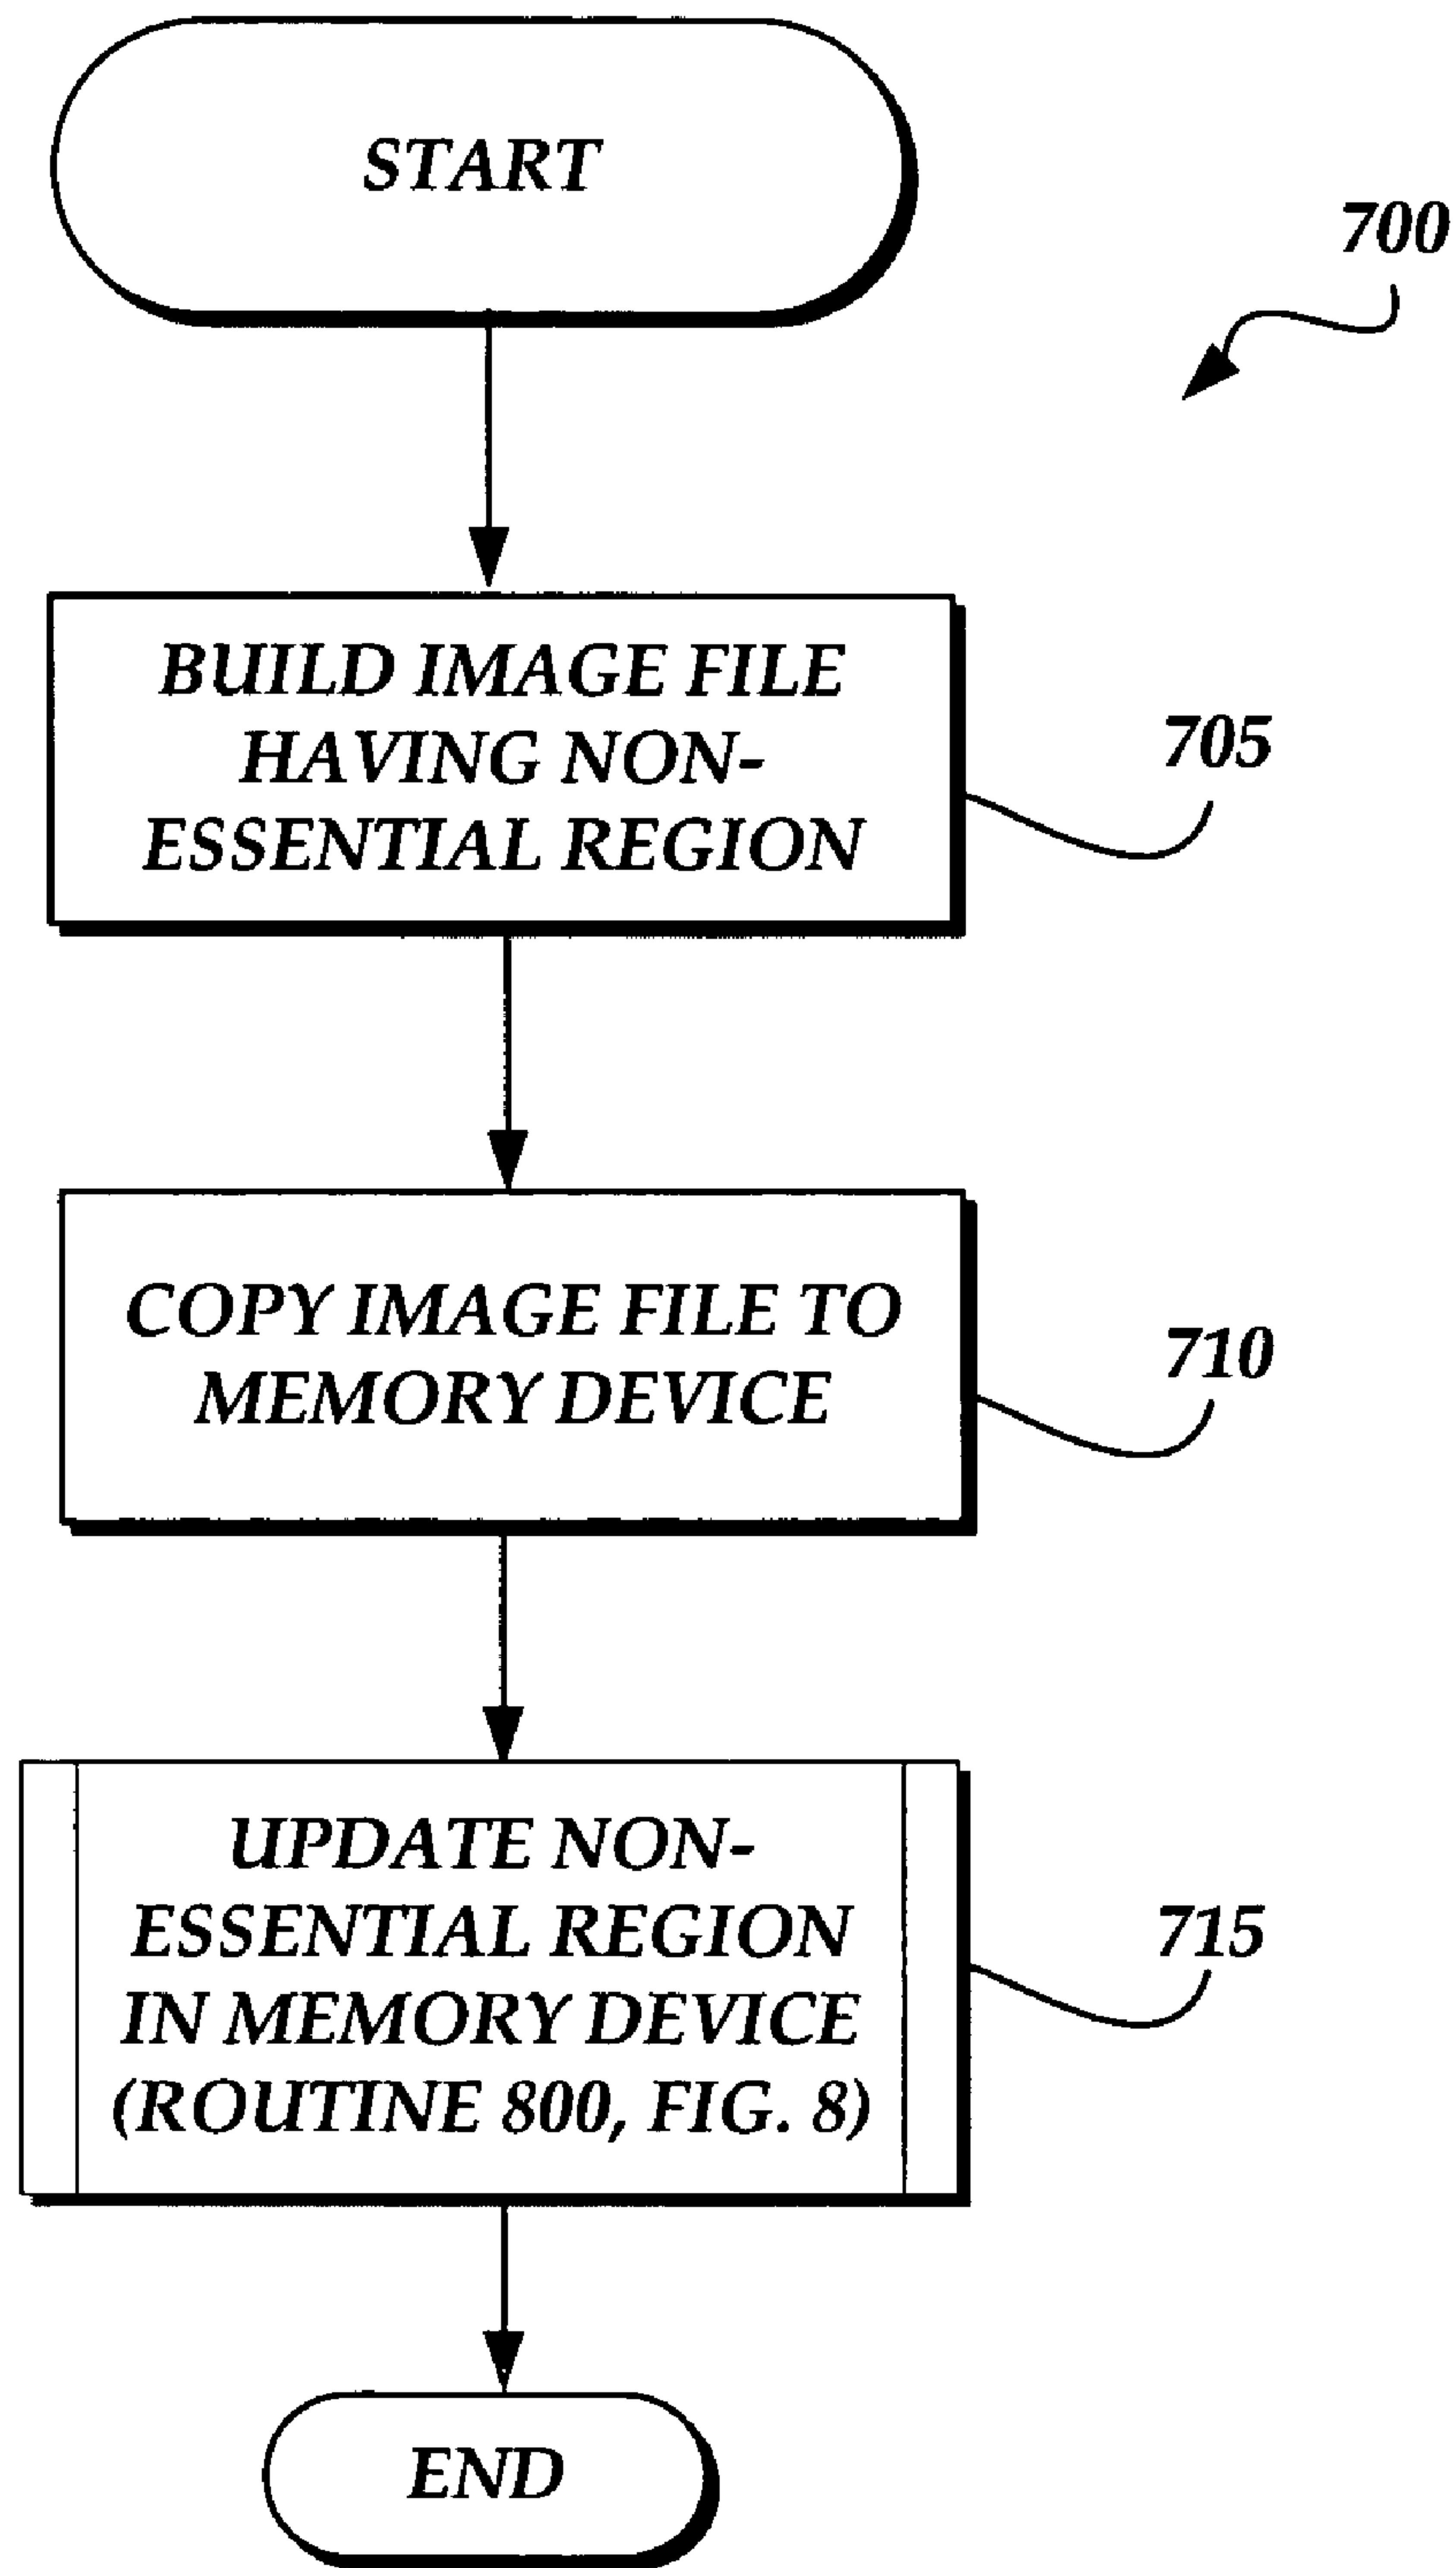 START
700
BUILD IMAGE FILE
HAVING NON-
ESSENTIAL REGION
705
COPY IMAGE FILE TO
MEMORY DEVICE
710
UPDATE NON-
ESSENTIAL REGION
IN MEMORY DEVICE
(ROUTINE 800, FIG. 8)
715
END